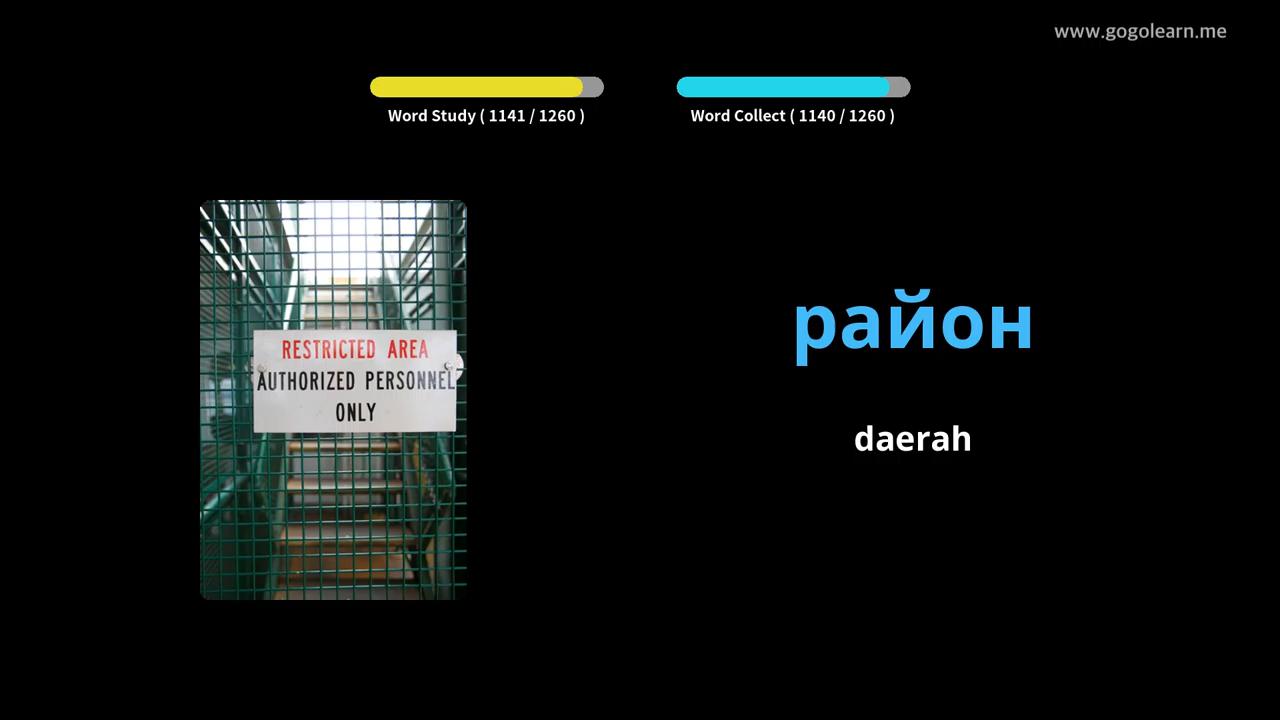 www.gogolearn.me
Word Study ( 1141 / 1260 )
Word Collect ( 1140 / 1260 )
RESTRICTED AREA
AUTHORIZED PERSONNEL
ONLY
район
daerah